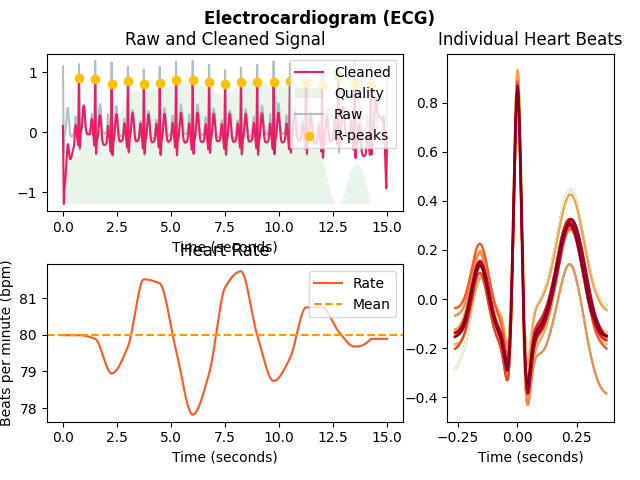 Electrocardiogram (ECG)
Raw and Cleaned Signal
1
0
−1
Cleaned
Quality
Raw
R-peaks
0.0 2.5 5.0 7.5 10.0 12.5 15.0
Time (seconds)
Heart Rate
Beats per minute (bpm)
81
80
79
78
Rate
Mean
0.0 2.5 5.0 7.5 10.0 12.5 15.0
Time (seconds)
Individual Heart Beats
0.8
0.6
0.4
0.2
0.0
−0.2
−0.4
−0.25 0.00 0.25
Time (seconds)